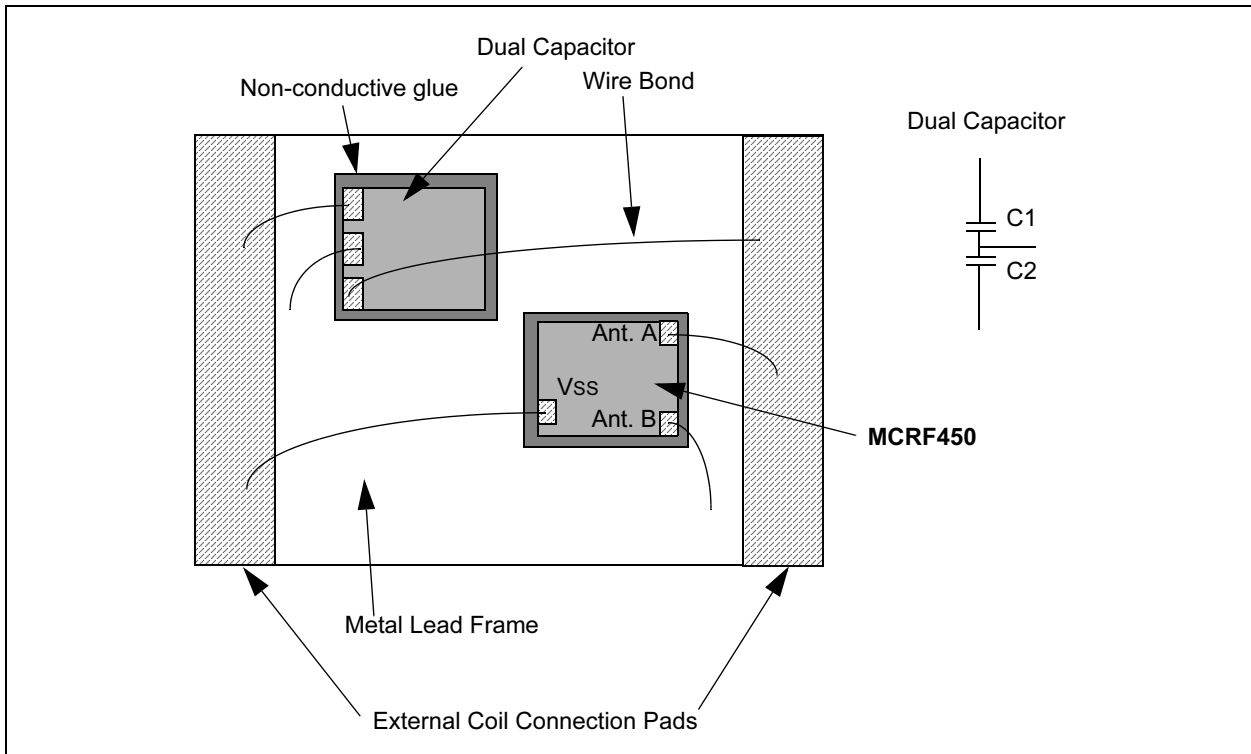 Dual Capacitor
Non-conductive glue
Wire Bond
Dual Capacitor
C1
C2
Ant. A
VSS
Ant. B
MCRF450
Metal Lead Frame
External Coil Connection Pads